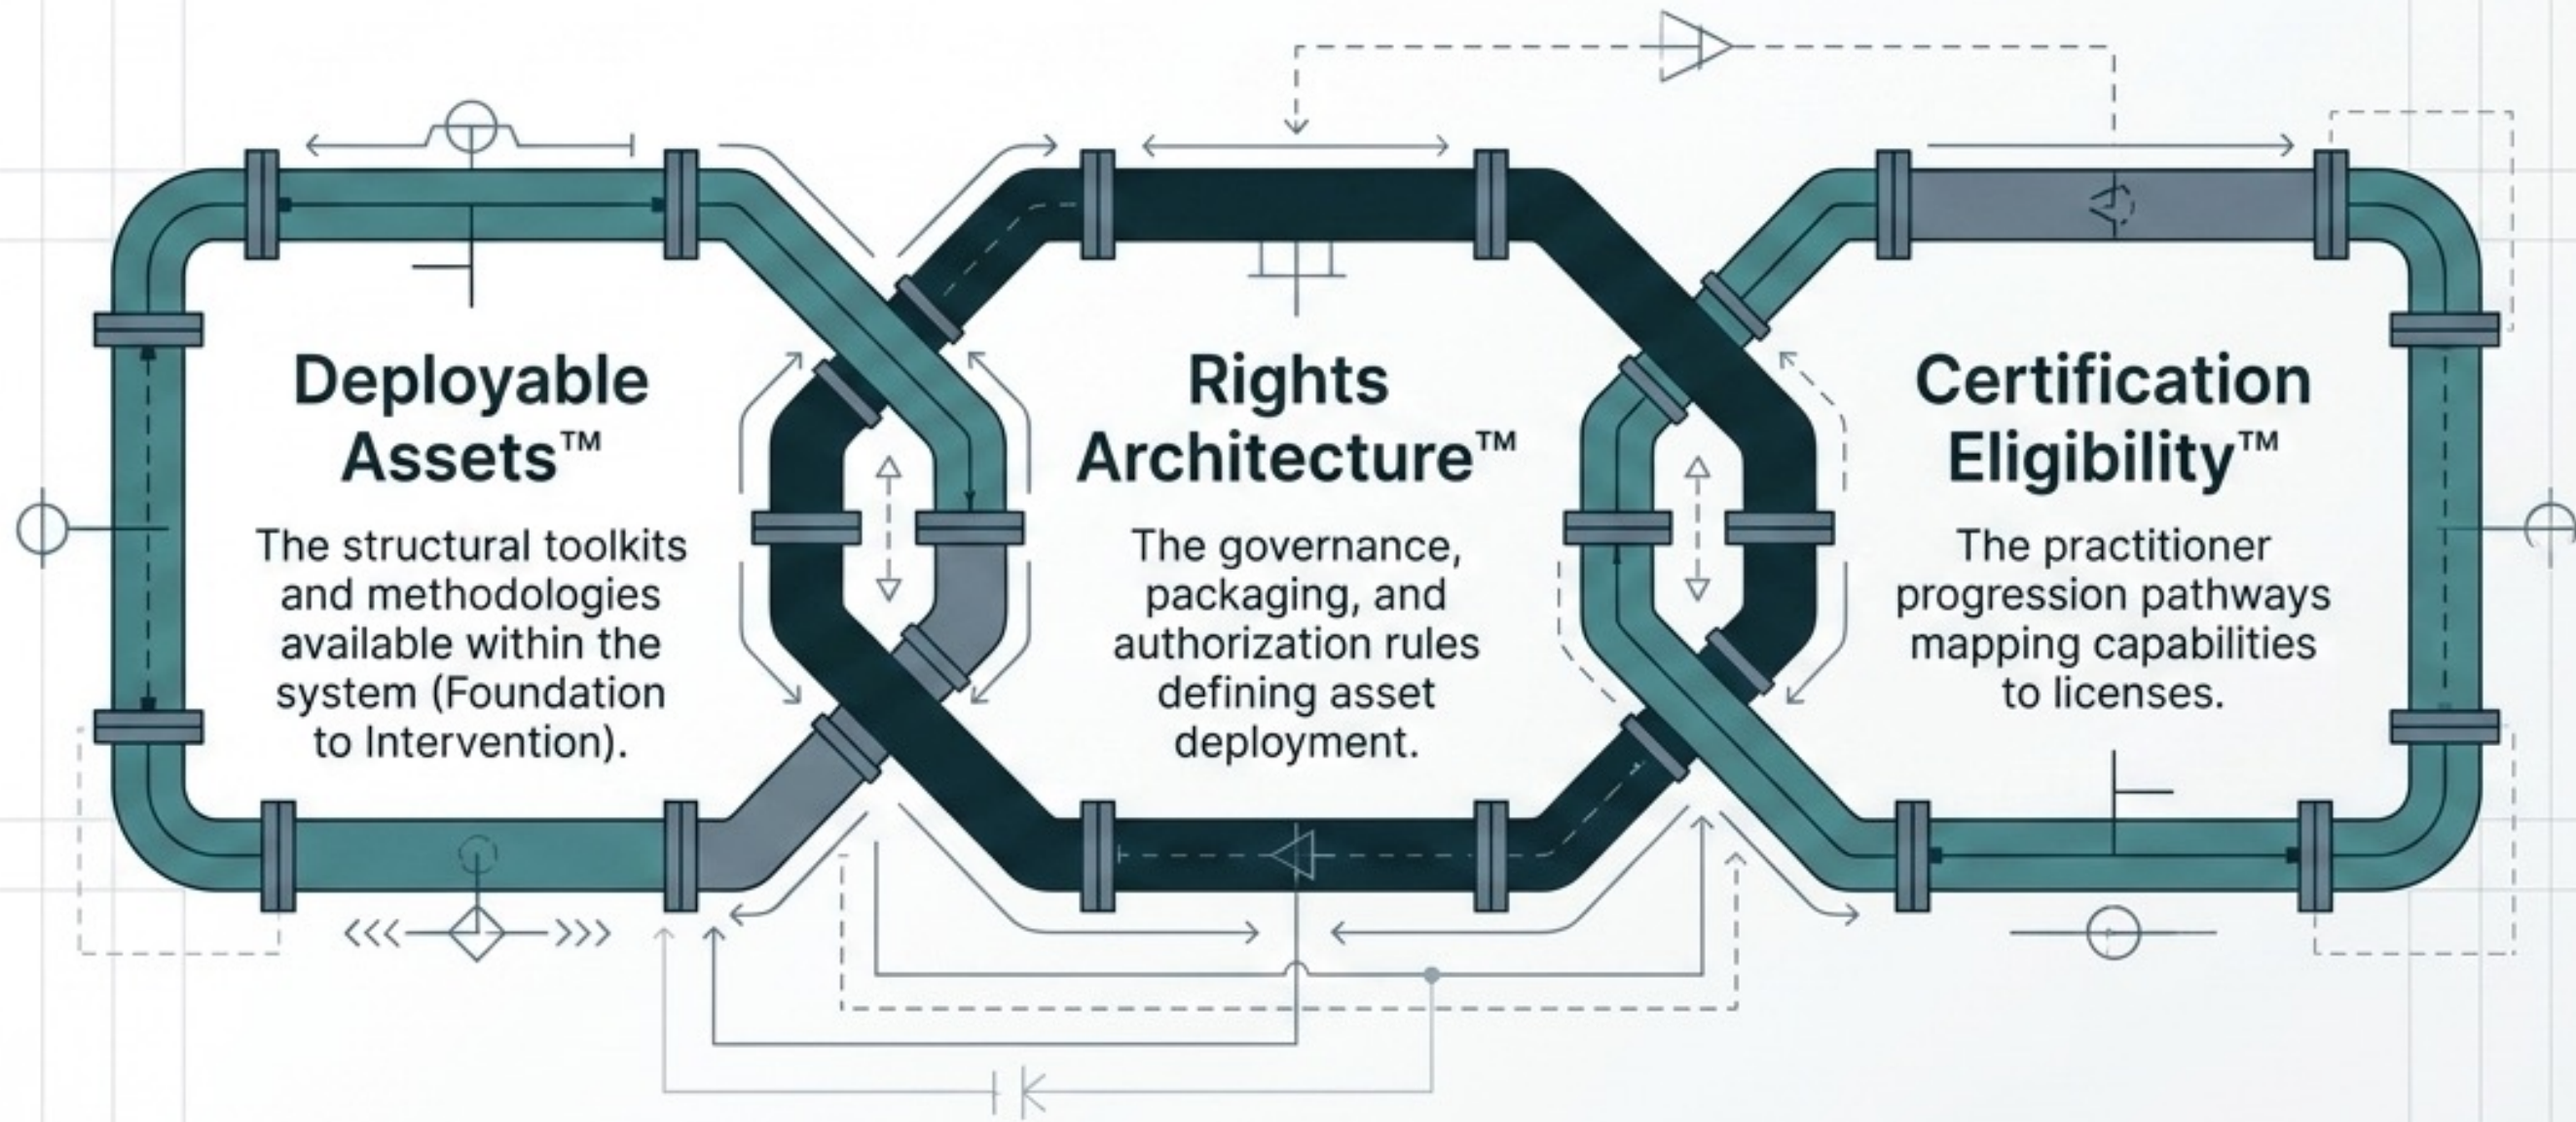 Deployable
Assets™
The structural toolkits
and methodologies
available within the
system (Foundation
to Intervention).
Rights
Architecture™
The governance,
packaging, and
authorization rules
defining asset
deployment.
Certification
Eligibility™
The practitioner
progression pathways
mapping capabilities
to licenses.